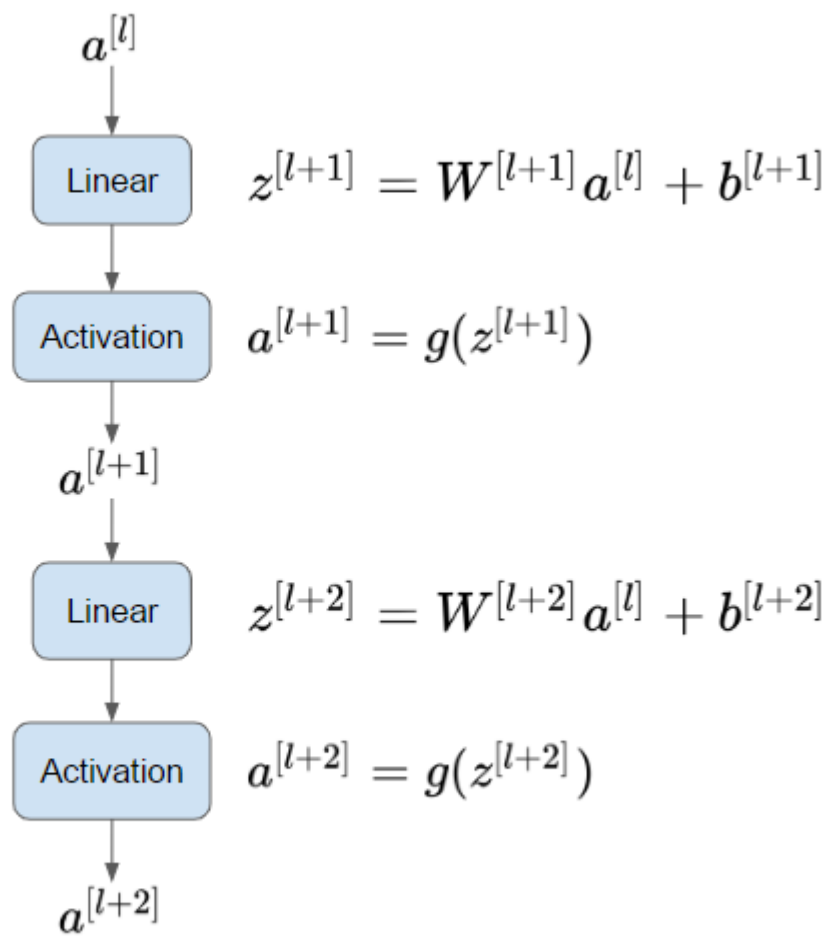 a^{[l]}
Linear z^{[l+1]} = W^{[l+1]}a^{[l]} + b^{[l+1]}
Activation a^{[l+1]} = g(z^{[l+1]})
a^{[l+1]}
Linear z^{[l+2]} = W^{[l+2]}a^{[l]} + b^{[l+2]}
Activation a^{[l+2]} = g(z^{[l+2]})
a^{[l+2]}